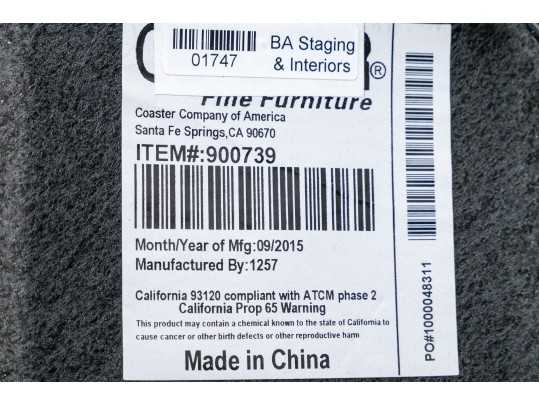 01747
BA Staging
& Interiors
®
Fine Furniture
Coaster Company of America
Santa Fe Springs,CA 90670
ITEM#:900739
Month/Year of Mfg:09/2015
Manufactured By:1257
California 93120 compliant with ATCM phase 2
California Prop 65 Warning
This product may contain a chemical known to the state of California to
cause cancer or other birth defects or other reproductive harm
Made in China
PO#1000048311